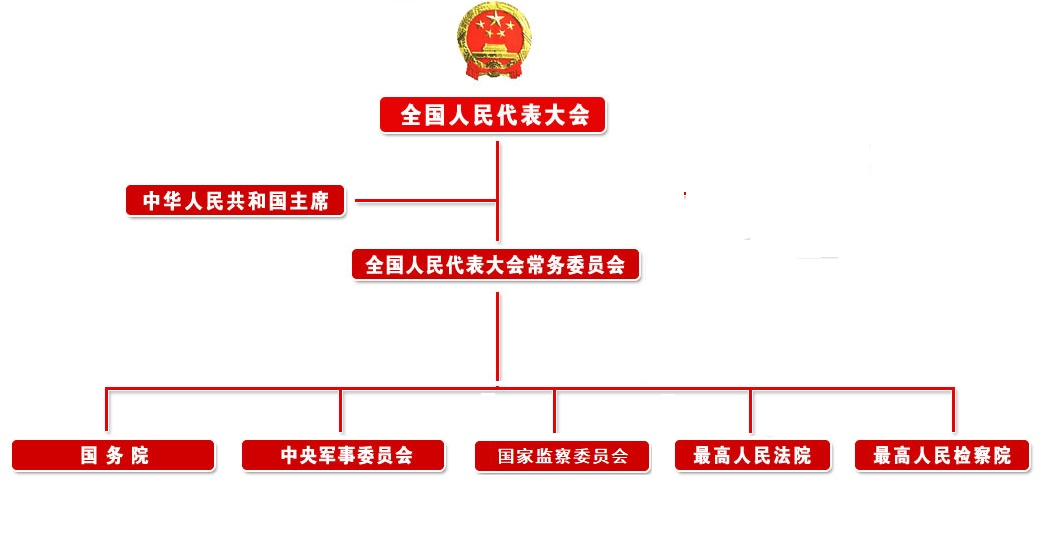 全国人民代表大会
中华人民共和国主席
全国人民代表大会常务委员会
国务院
中央军事委员会
国家监察委员会
最高人民法院
最高人民检察院